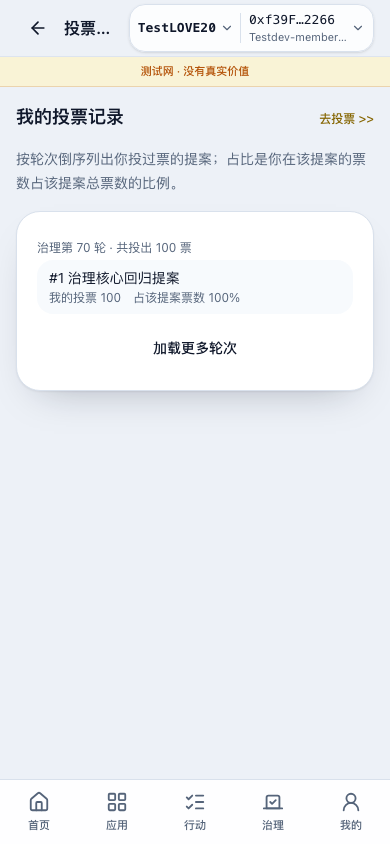 投票...
TestLOVE20
0xf39F…2266
Testdev-member...
测试网 · 没有真实价值
我的投票记录
去投票 >>
按轮次倒序列出你投过票的提案；占比是你在该提案的票
数占该提案总票数的比例。
治理第 70 轮 · 共投出 100 票
#1 治理核心回归提案
我的投票 100 占该提案票数 100%
加载更多轮次
首页
应用
行动
治理
我的